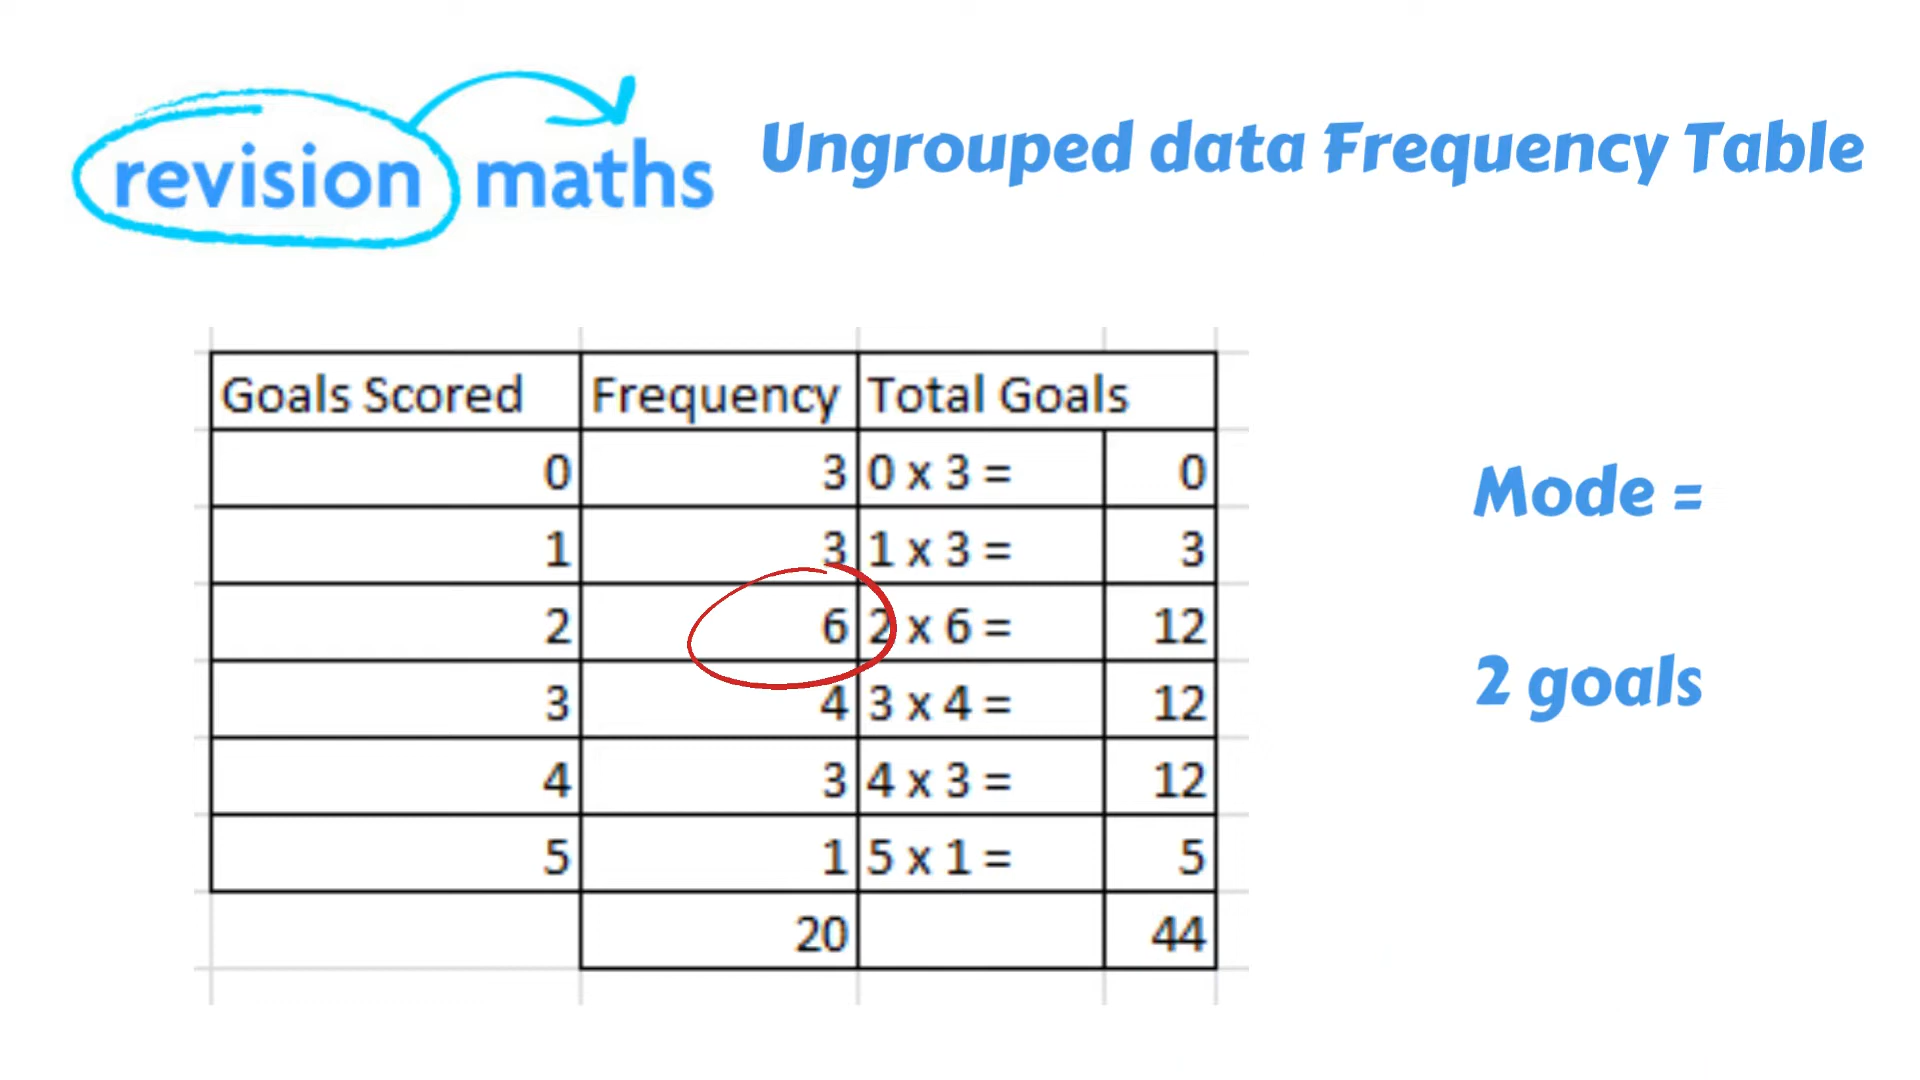 revision maths
Ungrouped data Frequency Table
Goals Scored Frequency Total Goals
0 3 0 x 3 = 0
1 3 1 x 3 = 3
2 6 2 x 6 = 12
3 4 3 x 4 = 12
4 3 4 x 3 = 12
5 1 5 x 1 = 5
20 44
Mode =
2 goals